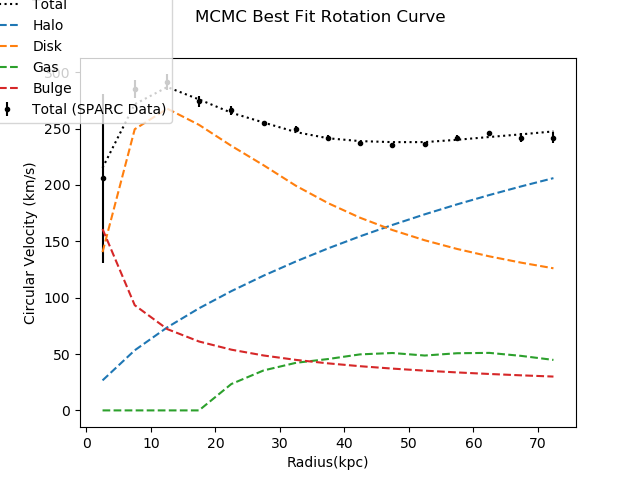 MCMC Best Fit Rotation Curve
Total
Halo
Disk
Gas
Bulge
Total (SPARC Data)
Circular Velocity (km/s)
300
250
200
150
100
50
0
0 10 20 30 40 50 60 70
Radius(kpc)